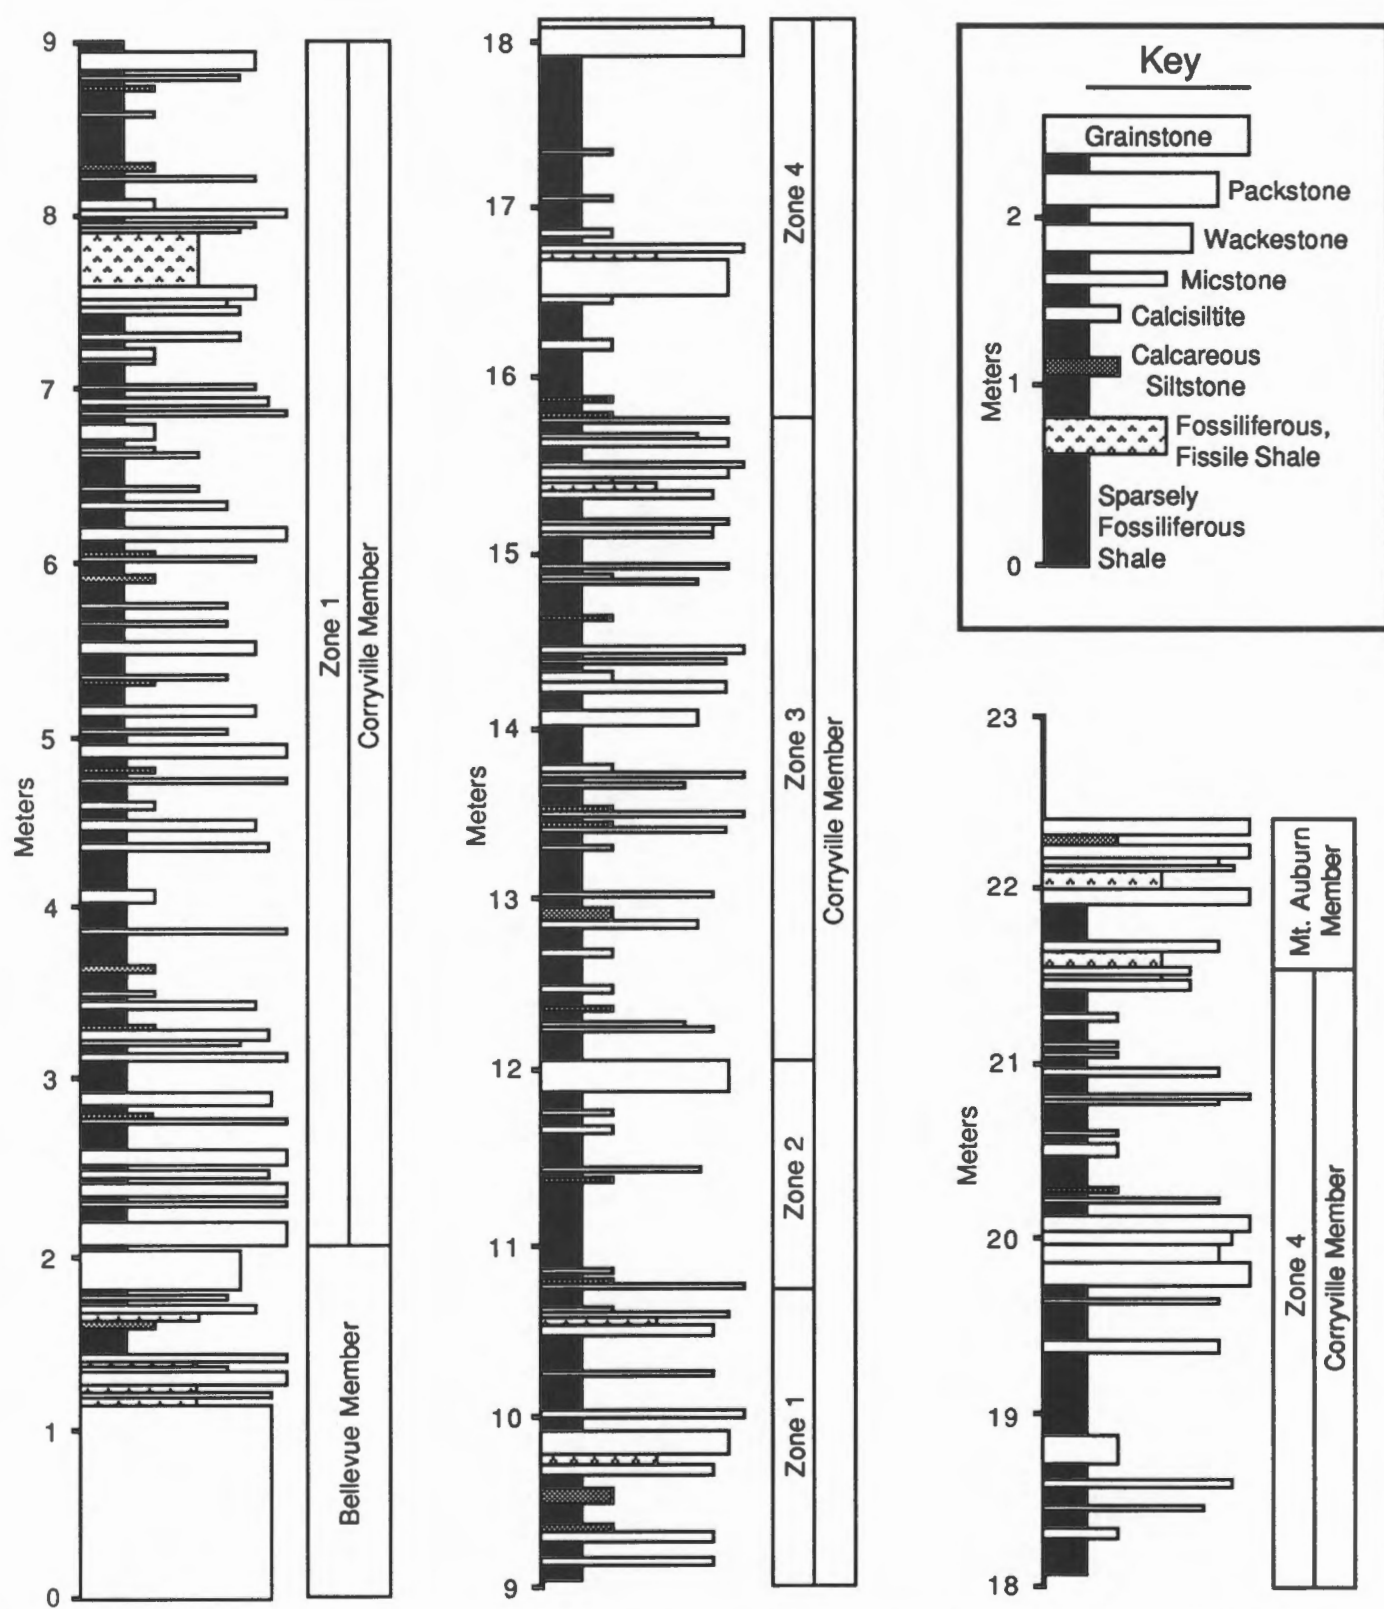 9
8
7
6
5
4
3
2
1
0
Meters
Zone 1
Corryville Member
Bellevue Member
18
17
16
15
14
13
12
11
10
9
Meters
Zone 4
Zone 3
Zone 2
Zone 1
Corryville Member
Key
Grainstone
Packstone
Wackestone
Micstone
Calcisiltite
Calcareous
Siltstone
Fossiliferous,
Fissile Shale
Sparsely
Fossiliferous
Shale
2
1
0
Meters
23
22
21
20
19
18
Meters
Mt. Auburn
Member
Zone 4
Corryville Member